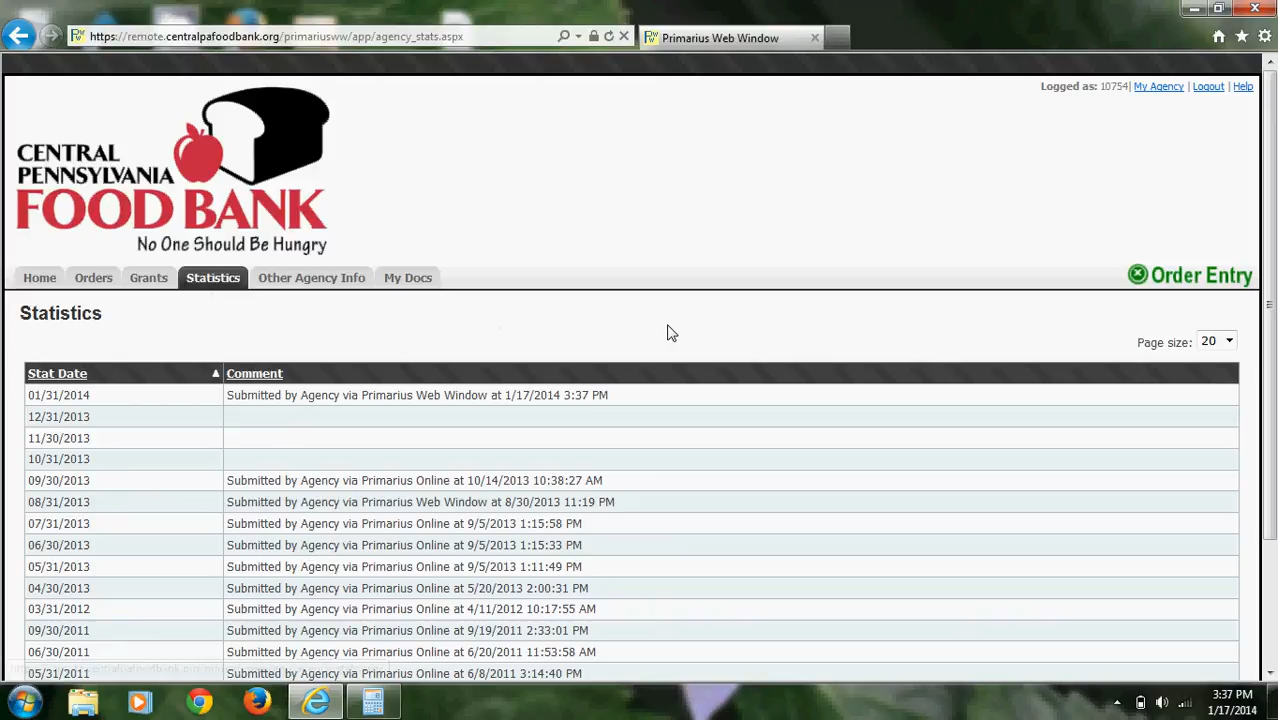 https://remote.centralpafoodbank.org/primariusww/app/agency_stats.aspx
Primarius Web Window
Logged as: 10754| My Agency | Logout | Help
CENTRAL
PENNSYLVANIA
FOOD BANK
No One Should Be Hungry
Home Orders Grants Statistics Other Agency Info My Docs
Order Entry
Statistics
Page size: 20
Stat Date Comment
01/31/2014 Submitted by Agency via Primarius Web Window at 1/17/2014 3:37 PM
12/31/2013
11/30/2013
10/31/2013
09/30/2013 Submitted by Agency via Primarius Online at 10/14/2013 10:38:27 AM
08/31/2013 Submitted by Agency via Primarius Web Window at 8/30/2013 11:19 PM
07/31/2013 Submitted by Agency via Primarius Online at 9/5/2013 1:15:58 PM
06/30/2013 Submitted by Agency via Primarius Online at 9/5/2013 1:15:33 PM
05/31/2013 Submitted by Agency via Primarius Online at 9/5/2013 1:11:49 PM
04/30/2013 Submitted by Agency via Primarius Online at 5/20/2013 2:00:31 PM
03/31/2012 Submitted by Agency via Primarius Online at 4/11/2012 10:17:55 AM
09/30/2011 Submitted by Agency via Primarius Online at 9/19/2011 2:33:01 PM
06/30/2011 Submitted by Agency via Primarius Online at 6/20/2011 11:53:58 AM
05/31/2011 Submitted by Agency via Primarius Online at 6/8/2011 3:14:40 PM
3:37 PM
1/17/2014